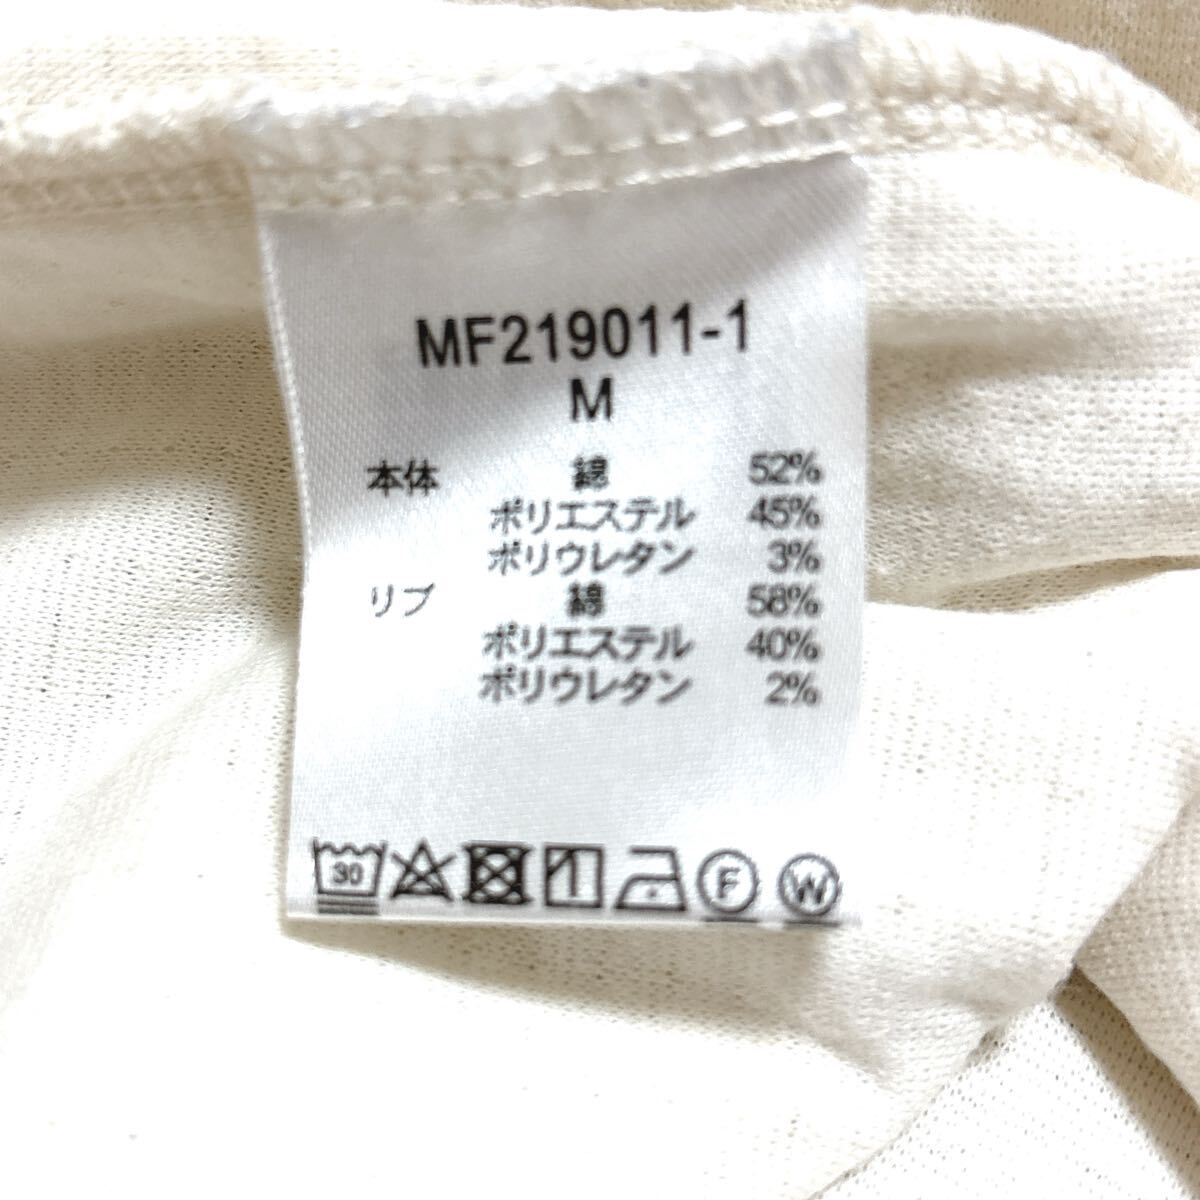 MF219011-1
M
本体 綿 52%
ポリエステル 45%
ポリウレタン 3%
リブ 綿 58%
ポリエステル 40%
ポリウレタン 2%
30 F W